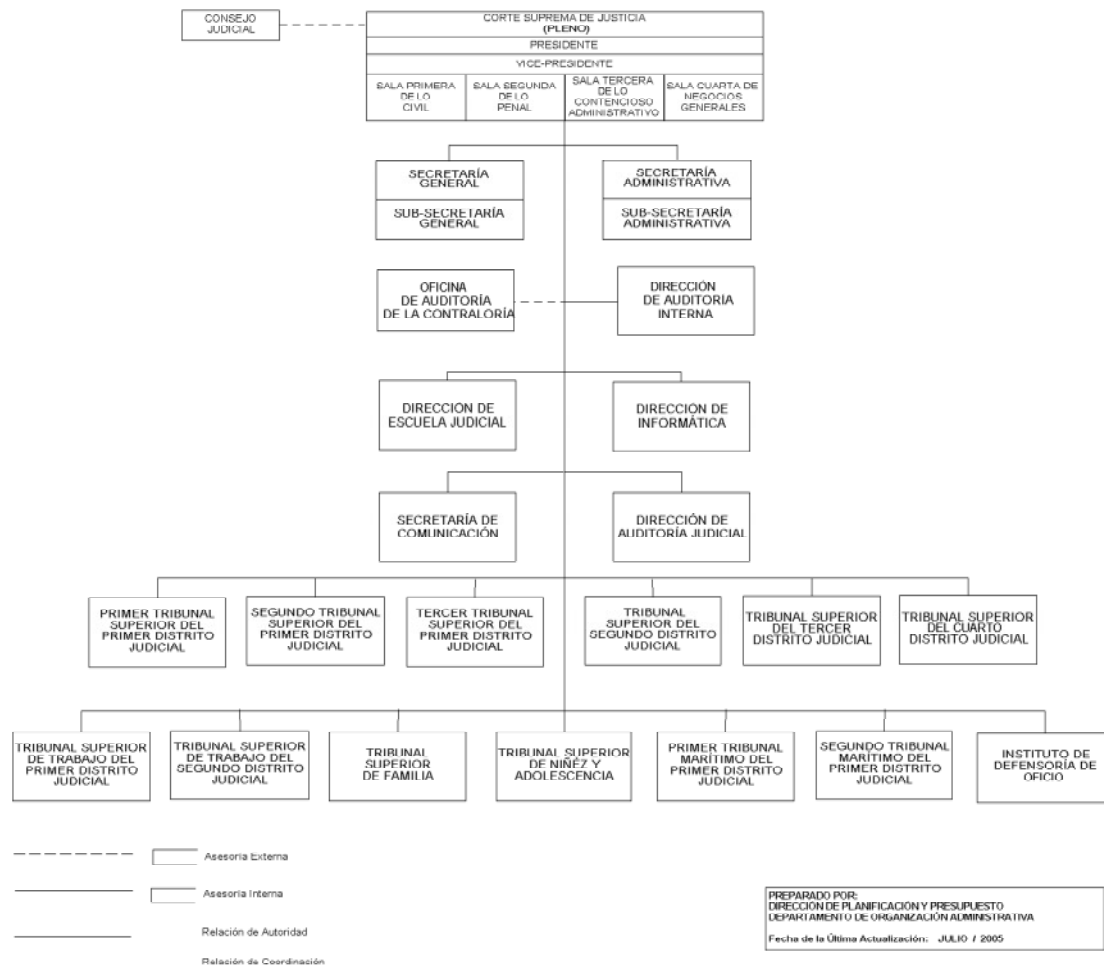 CONSEJO
JUDICIAL
CORTE SUPREMA DE JUSTICIA
(PLENO)
PRESIDENTE
VICE-PRESIDENTE
SALA PRIMERA
DE LO
CIVIL
SALA SEGUNDA
DE LO
PENAL
SALA TERCERA
DE LO
CONTENCIOSO
ADMINISTRATIVO
SALA CUARTA DE
NEGOCIOS
GENERALES
SECRETARÍA
GENERAL
SUB-SECRETARÍA
GENERAL
SECRETARÍA
ADMINISTRATIVA
SUB-SECRETARÍA
ADMINISTRATIVA
OFICINA
DE AUDITORÍA
DE LA CONTRALORÍA
DIRECCIÓN
DE AUDITORÍA
INTERNA
DIRECCION DE
ESCUELA JUDICIAL
DIRECCIÓN DE
INFORMÁTICA
SECRETARÍA DE
COMUNICACIÓN
DIRECCIÓN DE
AUDITORÍA JUDICIAL
PRIMER TRIBUNAL
SUPERIOR DEL
PRIMER DISTRITO
JUDICIAL
SEGUNDO TRIBUNAL
SUPERIOR DEL
PRIMER DISTRITO
JUDICIAL
TERCER TRIBUNAL
SUPERIOR DEL
PRIMER DISTRITO
JUDICIAL
TRIBUNAL
SUPERIOR DEL
SEGUNDO DISTRITO
JUDICIAL
TRIBUNAL SUPERIOR
DEL TERCER
DISTRITO JUDICIAL
TRIBUNAL SUPERIOR
DEL CUARTO
DISTRITO JUDICIAL
TRIBUNAL SUPERIOR
DE TRABAJO DEL
PRIMER DISTRITO
JUDICIAL
TRIBUNAL SUPERIOR
DE TRABAJO DEL
SEGUNDO DISTRITO
JUDICIAL
TRIBUNAL
SUPERIOR
DE FAMILIA
TRIBUNAL SUPERIOR
DE NIÑÉZ Y
ADOLESCENCIA
PRIMER TRIBUNAL
MARÍTIMO DEL
PRIMER DISTRITO
JUDICIAL
SEGUNDO TRIBUNAL
MARÍTIMO DEL
PRIMER DISTRITO
JUDICIAL
INSTITUTO DE
DEFENSORÍA DE
OFICIO
Asesoría Externa
Asesoría Interna
Relación de Autoridad
Relación de Coordinación
PREPARADO POR:
DIRECCIÓN DE PLANIFICACIÓN Y PRESUPUESTO
DEPARTAMENTO DE ORGANIZACIÓN ADMINISTRATIVA
Fecha de la Última Actualización: JULIO / 2005